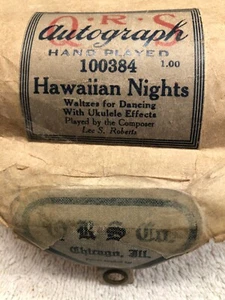 Q·R·S
Autograph
HAND PLAYED
100384 1.00
Hawaiian Nights
Waltzes for Dancing
With Ukulele Effects
Played by the Composer
Lee S. Roberts
Q R S
Chicago, Ill.